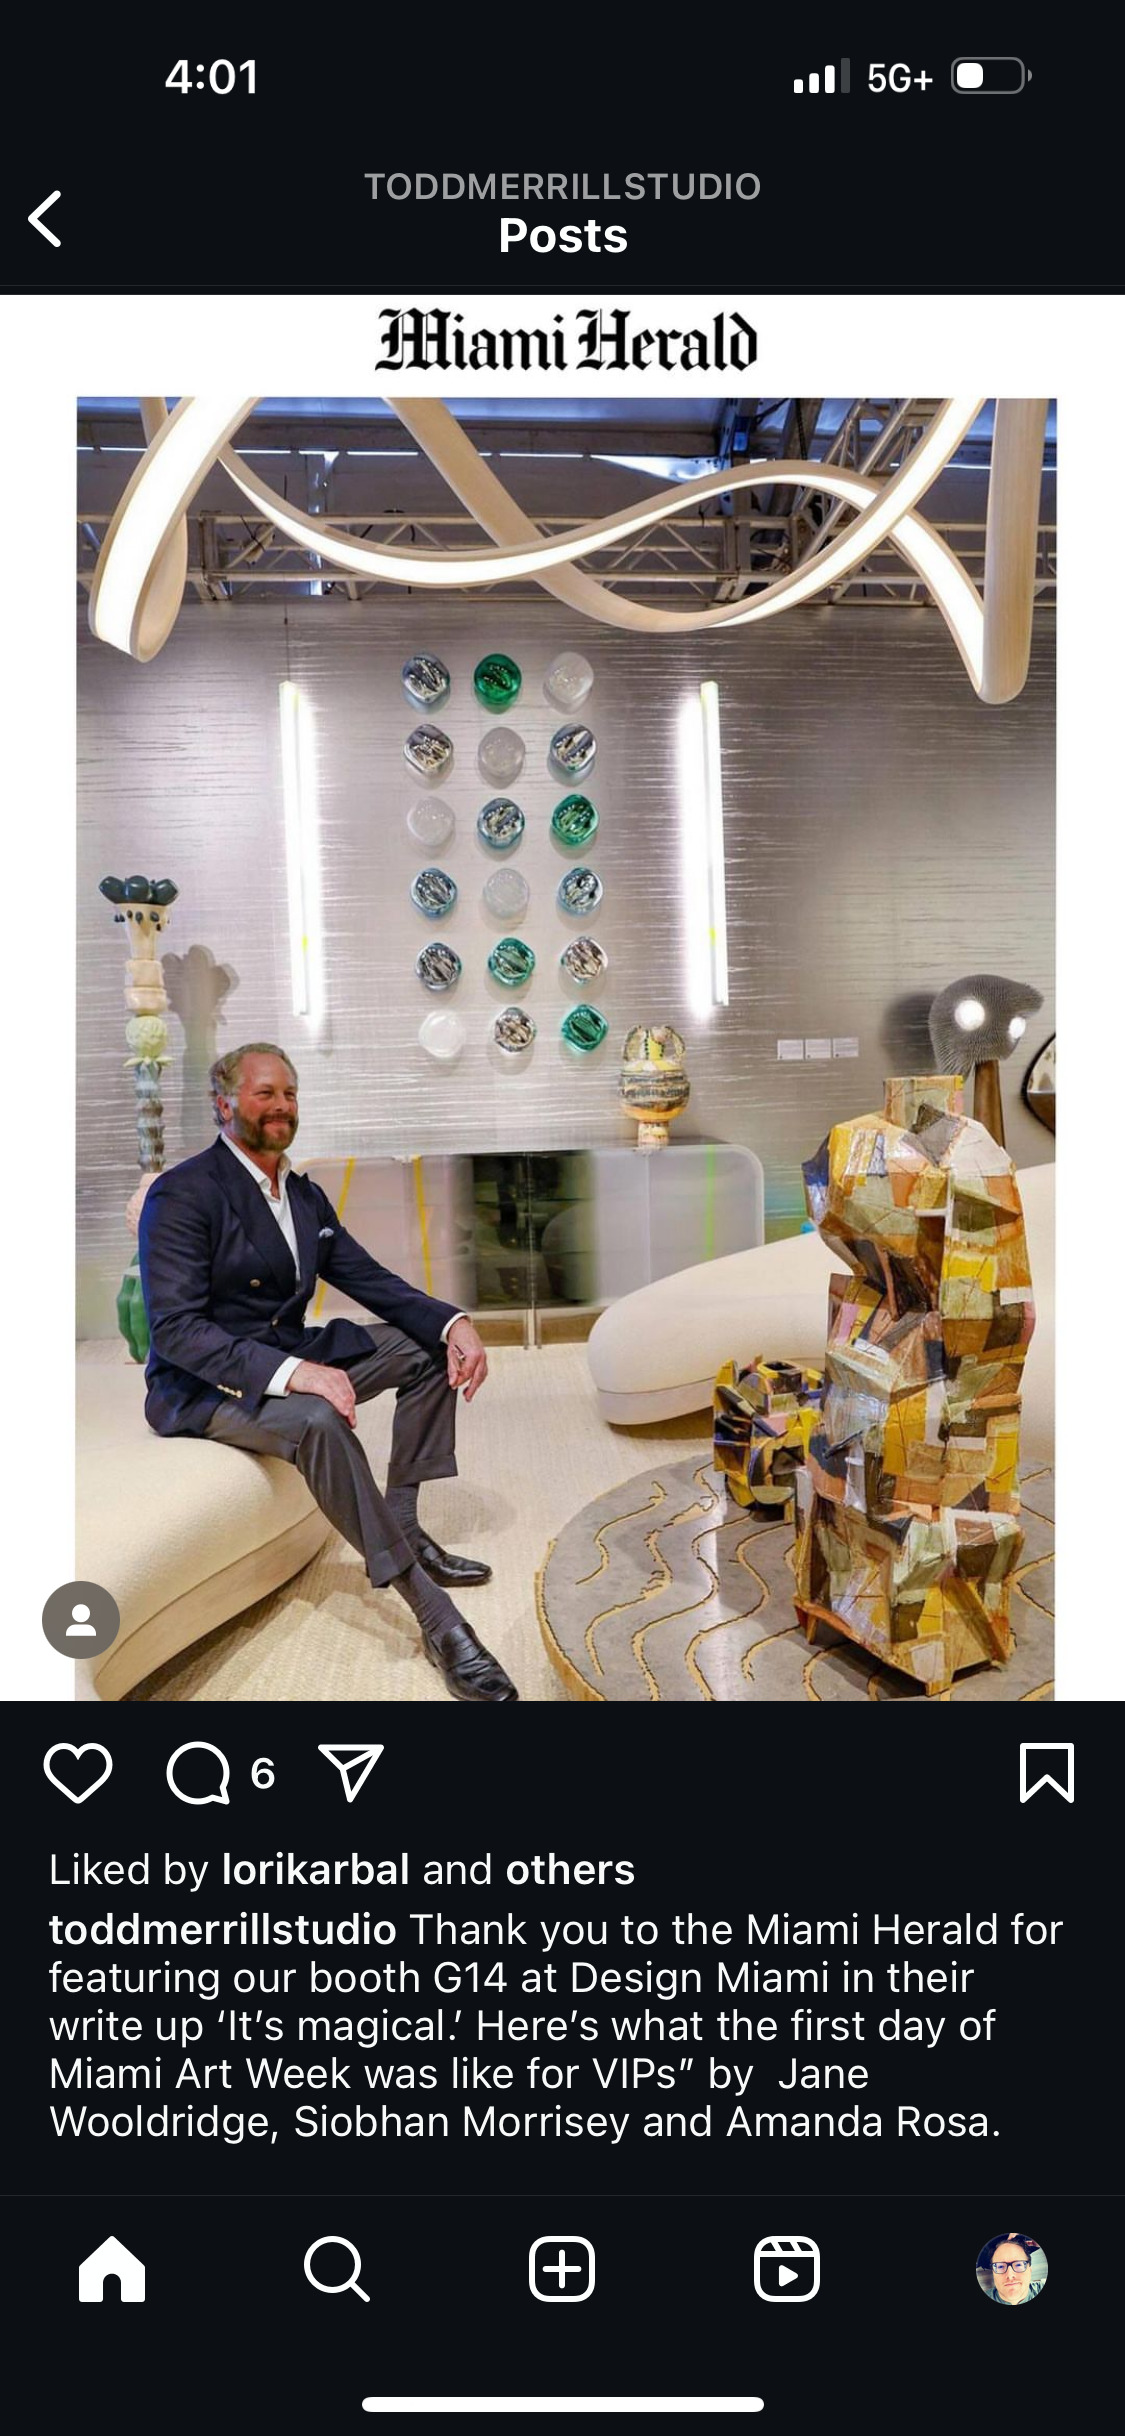 4:01
5G+
TODDMERRILLSTUDIO
Posts
Miami Herald
6
Liked by lorikarbal and others
toddmerrillstudio Thank you to the Miami Herald for
featuring our booth G14 at Design Miami in their
write up ‘It’s magical.’ Here’s what the first day of
Miami Art Week was like for VIPs” by  Jane
Wooldridge, Siobhan Morrisey and Amanda Rosa.